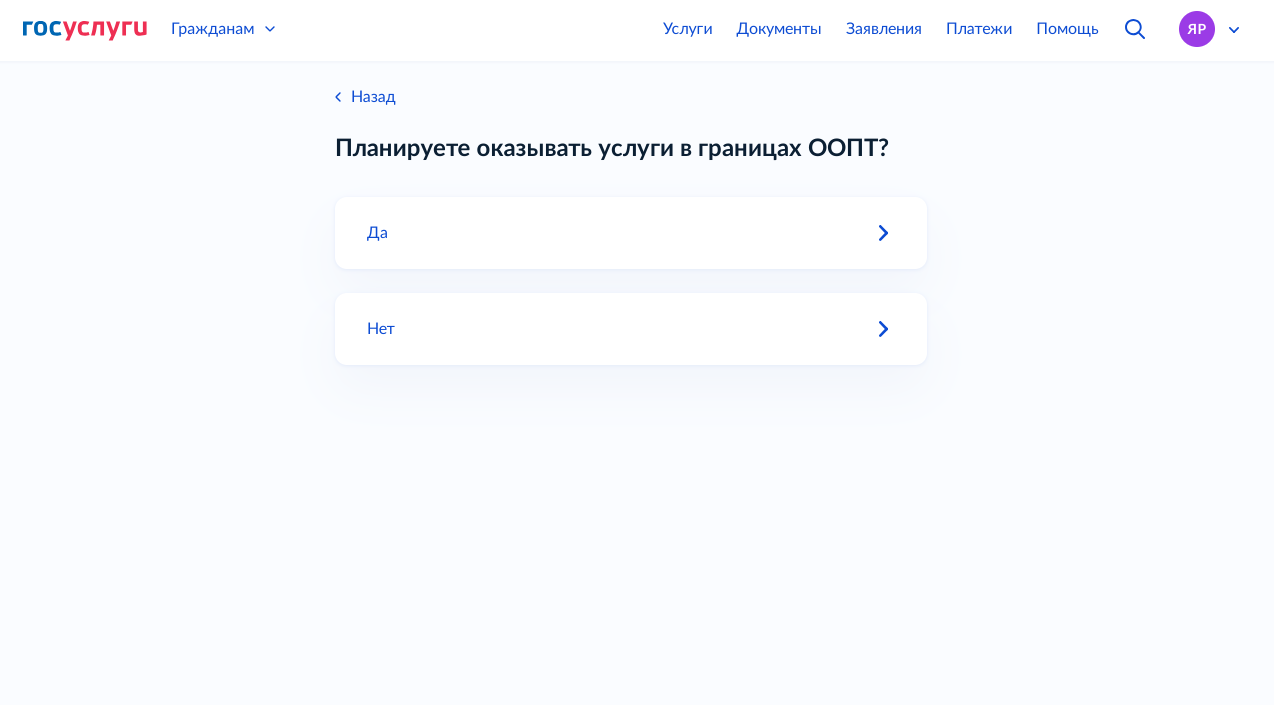 госуслуги Гражданам Услуги Документы Заявления Платежи Помощь ЯР
Назад
Планируете оказывать услуги в границах ООПТ?
Да
Нет